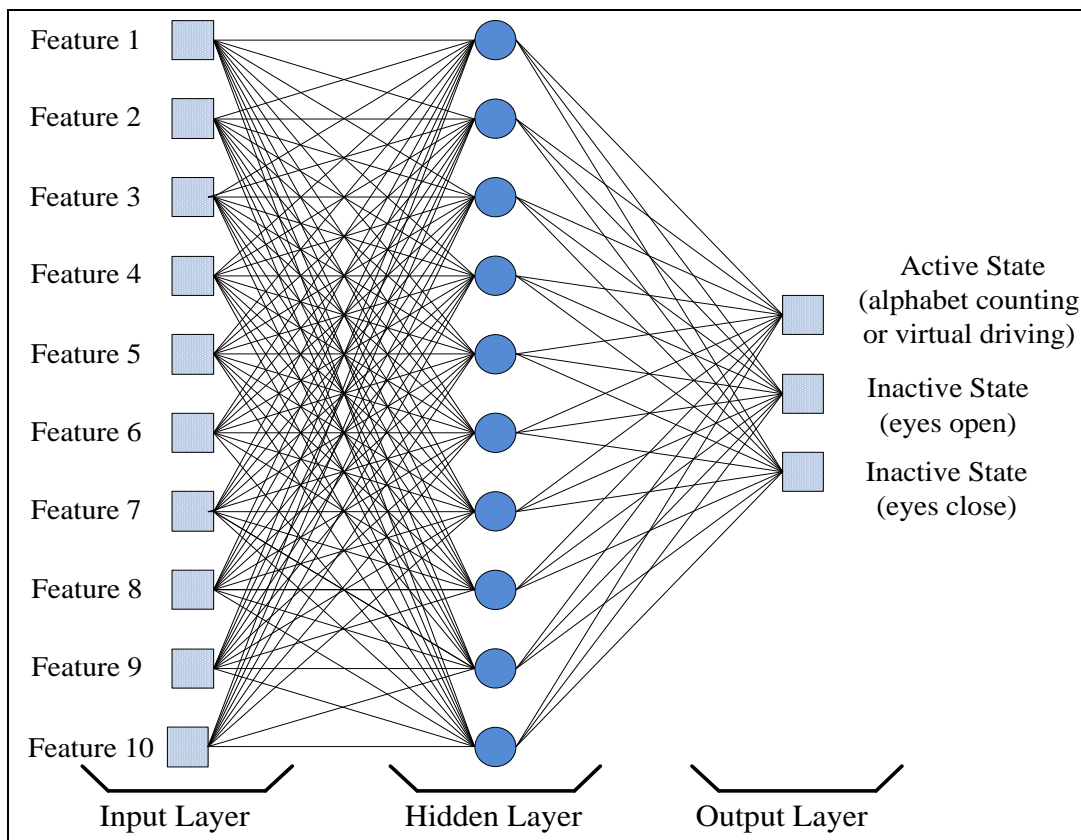 Feature 1
Feature 2
Feature 3
Feature 4
Feature 5
Feature 6
Feature 7
Feature 8
Feature 9
Feature 10
Active State
(alphabet counting
or virtual driving)
Inactive State
(eyes open)
Inactive State
(eyes close)
Input Layer
Hidden Layer
Output Layer